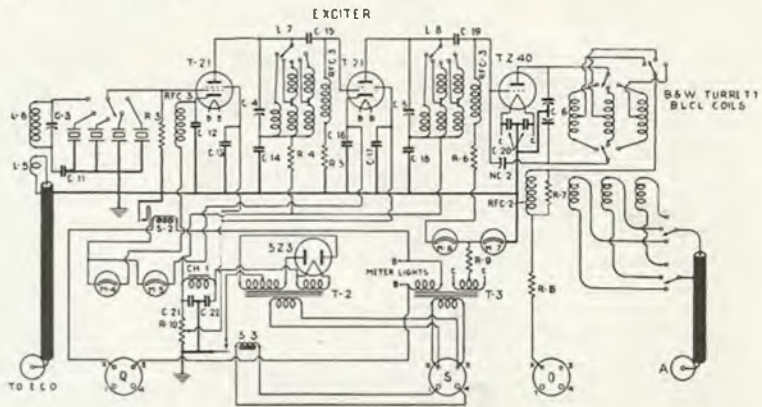 EXCITER
L 7
C 15
L 8
C 19
T-21
T 21
TZ 40
RFC 3
RFC-3
L-6
C-3
R 3
RFC 3
B B
C-4
C 12
C 13
C 14
R 4
R 5
C 16
B B
C-17
C-5
C 18
R-6
C
C
C 20
NC 2
C 6
B&W TURRETT
BLCL COILS
L-5
C 11
S-2
RFC-2
R-7
5Z3
M-6
M-7
M-4
M-5
CH 1
METER LIGHTS
B
B
R-9
C
C
T-2
T-3
R-8
C 21
C 22
R-10
S 3
TO ECO
Q
S
A